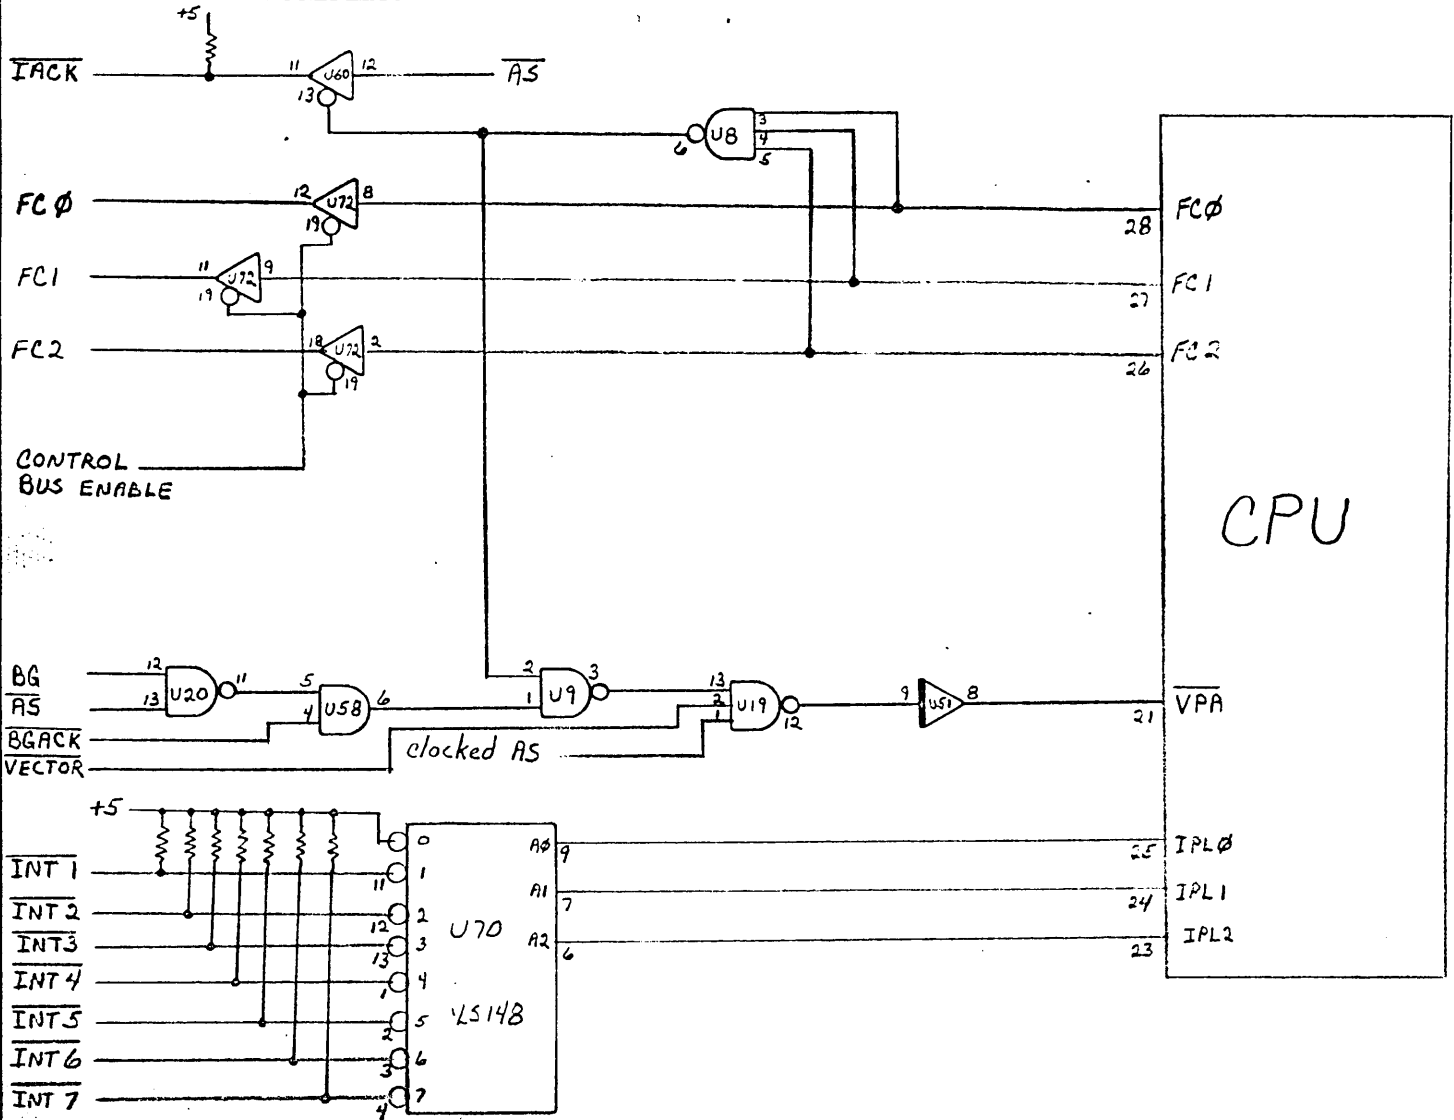 +5
IACK 11 U60 12 AS
13
U8 3
4
6 5
FCØ 12 U72 8 28 FCØ
19
FC1 11 U72 9 27 FC1
19
FC2 18 U72 2 26 FC2
19
CONTROL
BUS ENABLE
CPU
BG 12 U20 11 5 U58 6 2 U9 3 13 U19 12 9 U51 8 21 VPA
AS 13 4 1 2
BGACK 1
VECTOR clocked AS
+5
0 AØ 9 25 IPLØ
INT 1 11 1 A1 7 24 IPL1
INT 2 12 2 U70
INT3 13 3 A2 6 23 IPL2
INT 4 1 4
INT5 2 5 LS148
INT6 3 6
INT 7 4 7